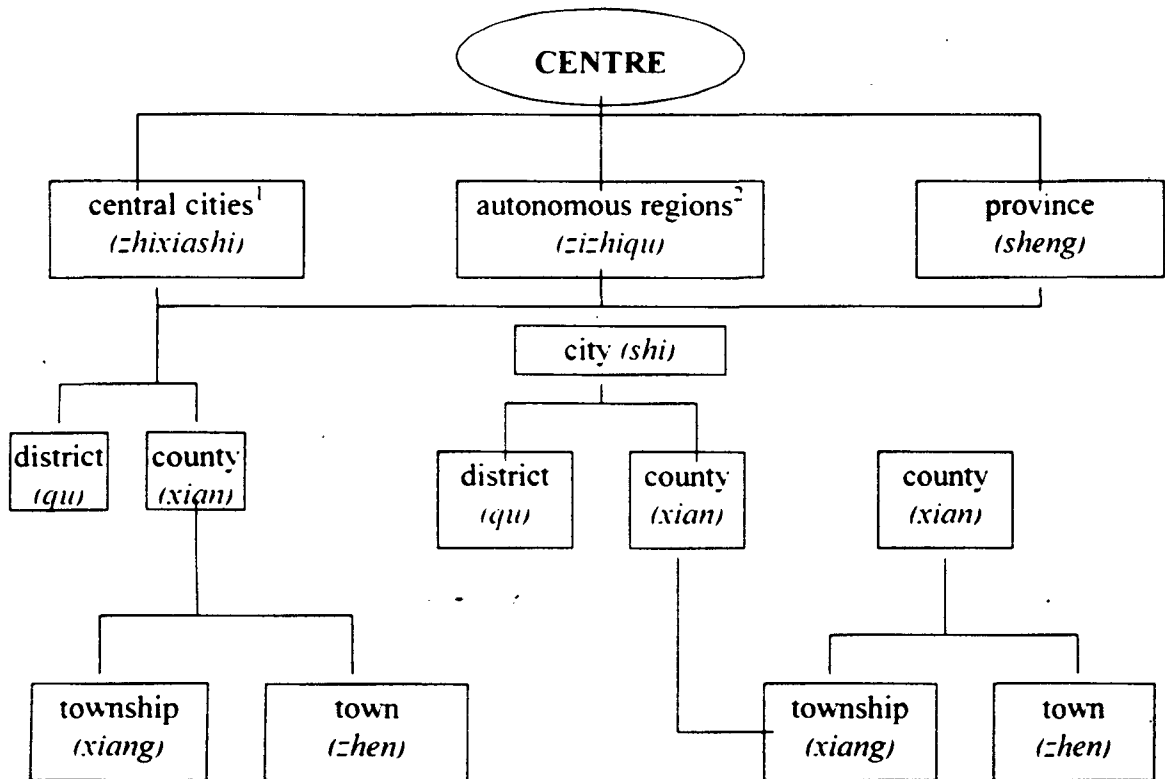 CENTRE
central cities¹
(zhixiashi)
autonomous regions²
(zizhiqu)
province
(sheng)
city (shi)
district
(qu)
county
(xian)
district
(qu)
county
(xian)
county
(xian)
township
(xiang)
town
(zhen)
township
(xiang)
town
(zhen)